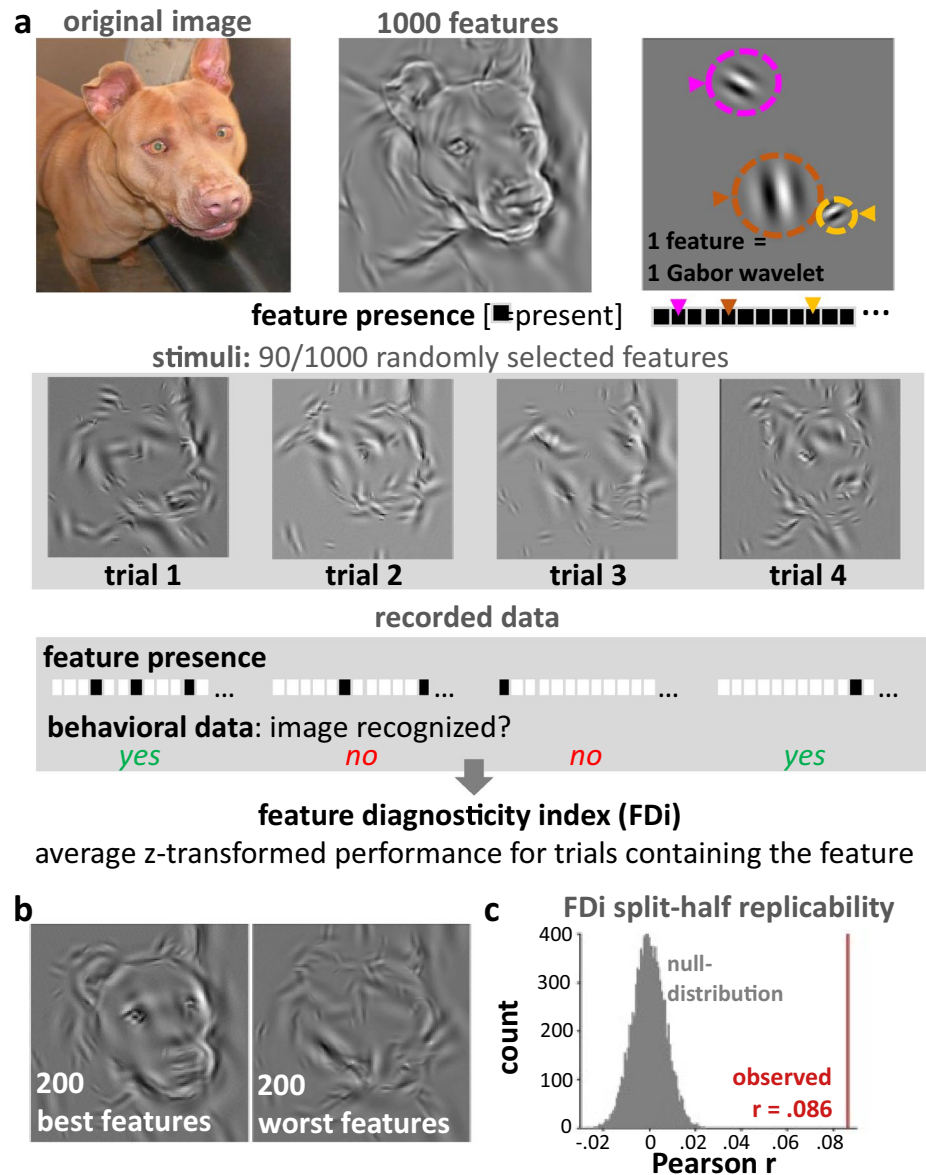 a
original image
1000 features
1 feature =
1 Gabor wavelet
feature presence [■=present]
...
stimuli: 90/1000 randomly selected features
trial 1
trial 2
trial 3
trial 4
recorded data
feature presence
... ... ... ...
behavioral data: image recognized?
yes no no yes
feature diagnosticity index (FDi)
average z-transformed performance for trials containing the feature
b
200
best features
200
worst features
c
FDi split-half replicability
400
300
200
100
0
count
null-
distribution
observed
r = .086
-.02 0 .02 .04 .06 .08
Pearson r